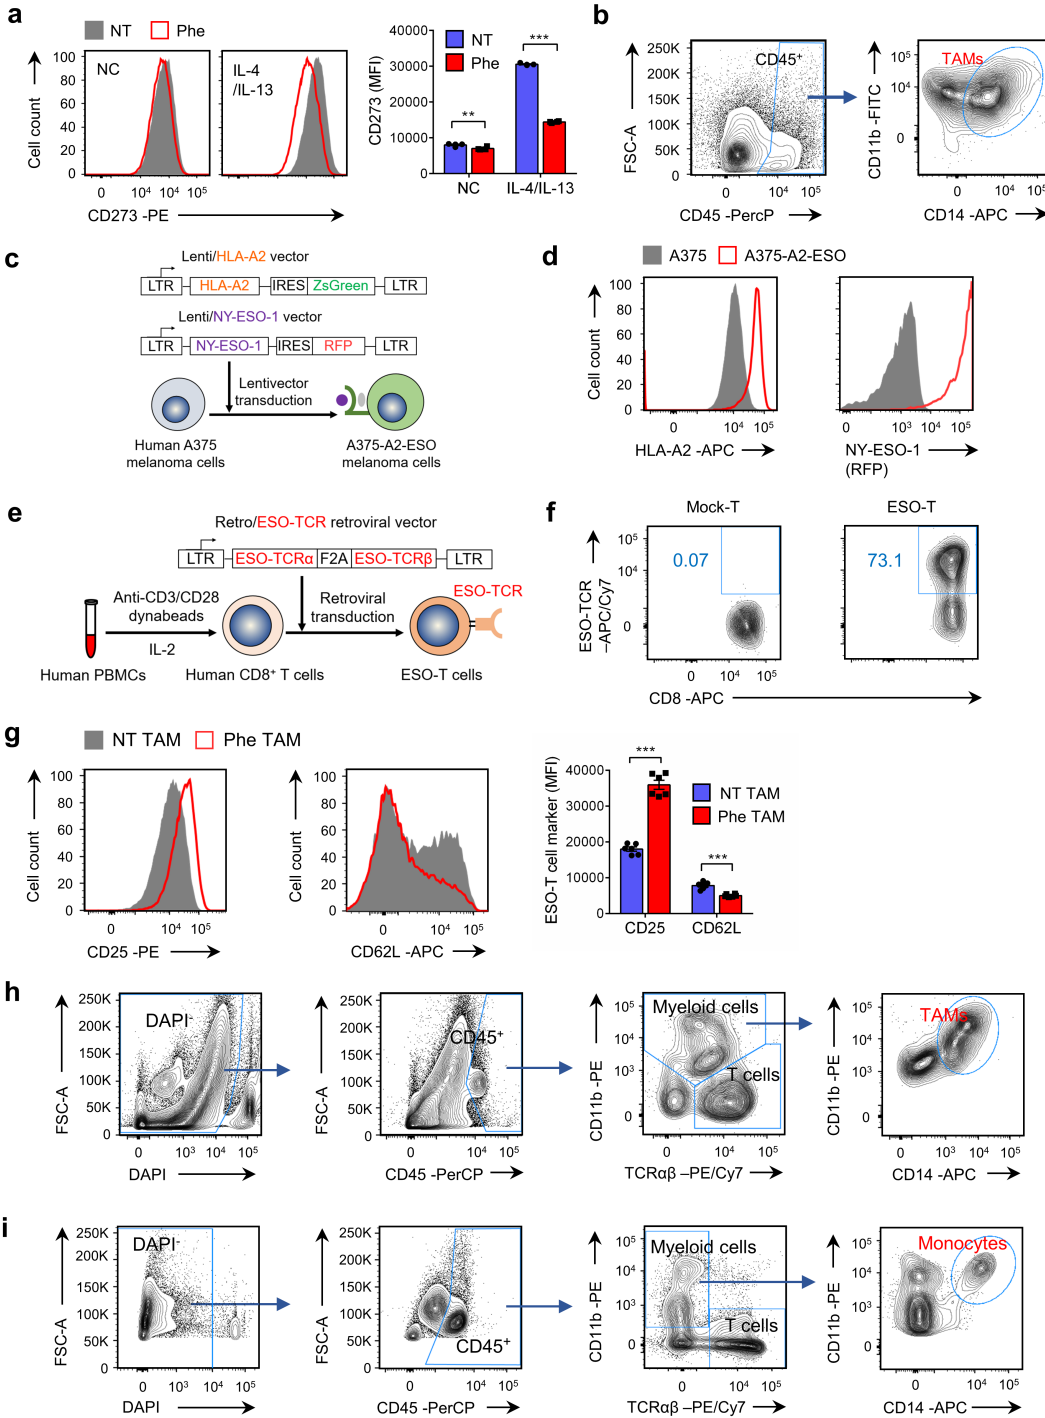 a
NT
Phe
100
80
60
40
20
0
Cell count
NC
IL-4
/IL-13
0
10⁴
10⁴
10⁵
0
10⁴
10⁵
CD273 -PE
40000
30000
20000
10000
0
CD273 (MFI)
NT
Phe
**
***
NC
IL-4/IL-13
b
250K
200K
150K
100K
50K
0
FSC-A
CD45⁺
0
10⁴
10⁵
CD45 -PercP
10⁵
10⁴
0
CD11b -FITC
TAMs
0
10⁴
10⁵
CD14 -APC
c
Lenti/HLA-A2 vector
LTR
HLA-A2
IRES
ZsGreen
LTR
Lenti/NY-ESO-1 vector
LTR
NY-ESO-1
IRES
RFP
LTR
Lentivector
transduction
Human A375
melanoma cells
A375-A2-ESO
melanoma cells
d
A375
A375-A2-ESO
100
80
60
40
20
0
Cell count
0
10⁴
10⁵
HLA-A2 -APC
0
10³
10⁴
10⁵
NY-ESO-1
(RFP)
e
Retro/ESO-TCR retroviral vector
LTR
ESO-TCRα
F2A
ESO-TCRβ
LTR
Anti-CD3/CD28
dynabeads
IL-2
Retroviral
transduction
ESO-TCR
Human PBMCs
Human CD8⁺ T cells
ESO-T cells
f
Mock-T
ESO-T
10⁵
10⁴
0
ESO-TCR
–APC/Cy7
0.07
73.1
0
10⁴
10⁵
CD8 -APC
g
NT TAM
Phe TAM
100
80
60
40
20
0
Cell count
0
10⁴
10⁵
CD25 -PE
100
80
60
40
20
0
Cell count
0
10⁴
10⁵
CD62L -APC
40000
30000
20000
10000
0
ESO-T cell marker (MFI)
***
***
NT TAM
Phe TAM
CD25
CD62L
h
250K
200K
150K
100K
50K
0
FSC-A
DAPI⁻
0
10³
10⁴
10⁵
DAPI
250K
200K
150K
100K
50K
0
FSC-A
CD45⁺
0
10³
10⁴
10⁵
CD45 -PerCP
10⁵
10⁴
10³
0
CD11b -PE
Myeloid cells
T cells
0
10³
10⁴
10⁵
TCRαβ –PE/Cy7
10⁵
10⁴
10³
0
CD11b -PE
TAMs
0
10³
10⁴
10⁵
CD14 -APC
i
250K
200K
150K
100K
50K
0
FSC-A
DAPI⁻
0
10³
10⁴
10⁵
DAPI
250K
200K
150K
100K
50K
0
FSC-A
CD45⁺
0
10³
10⁴
10⁵
CD45 -PerCP
10⁵
10⁴
10³
0
CD11b -PE
Myeloid cells
T cells
0
10³
10⁴
10⁵
TCRαβ –PE/Cy7
10⁵
10⁴
10³
0
CD11b -PE
Monocytes
0
10³
10⁴
10⁵
CD14 -APC